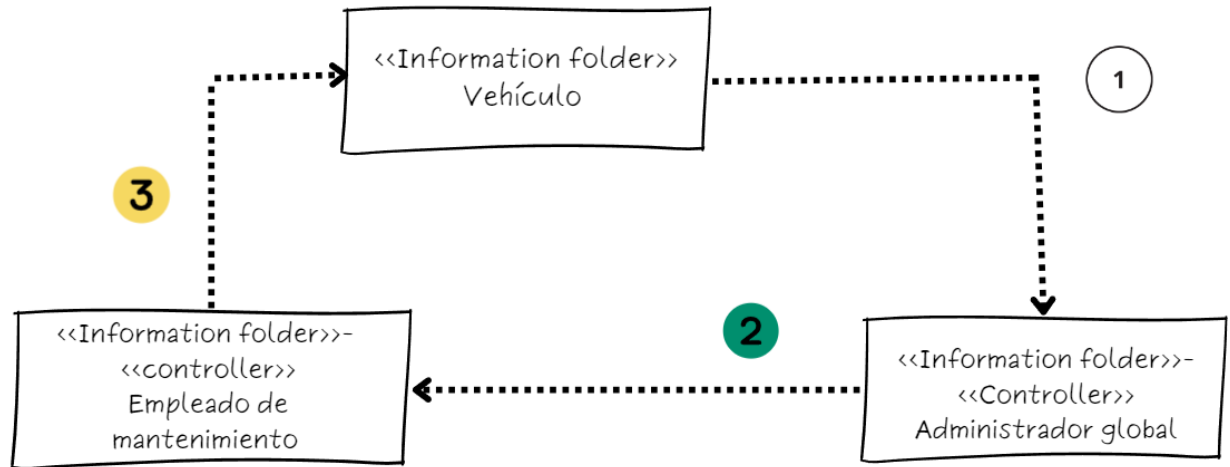 ‹‹Information folder››
Vehículo
1
3
2
‹‹Information folder››-
‹‹controller››
Empleado de
mantenimiento
‹‹Information folder››-
‹‹Controller››
Administrador global